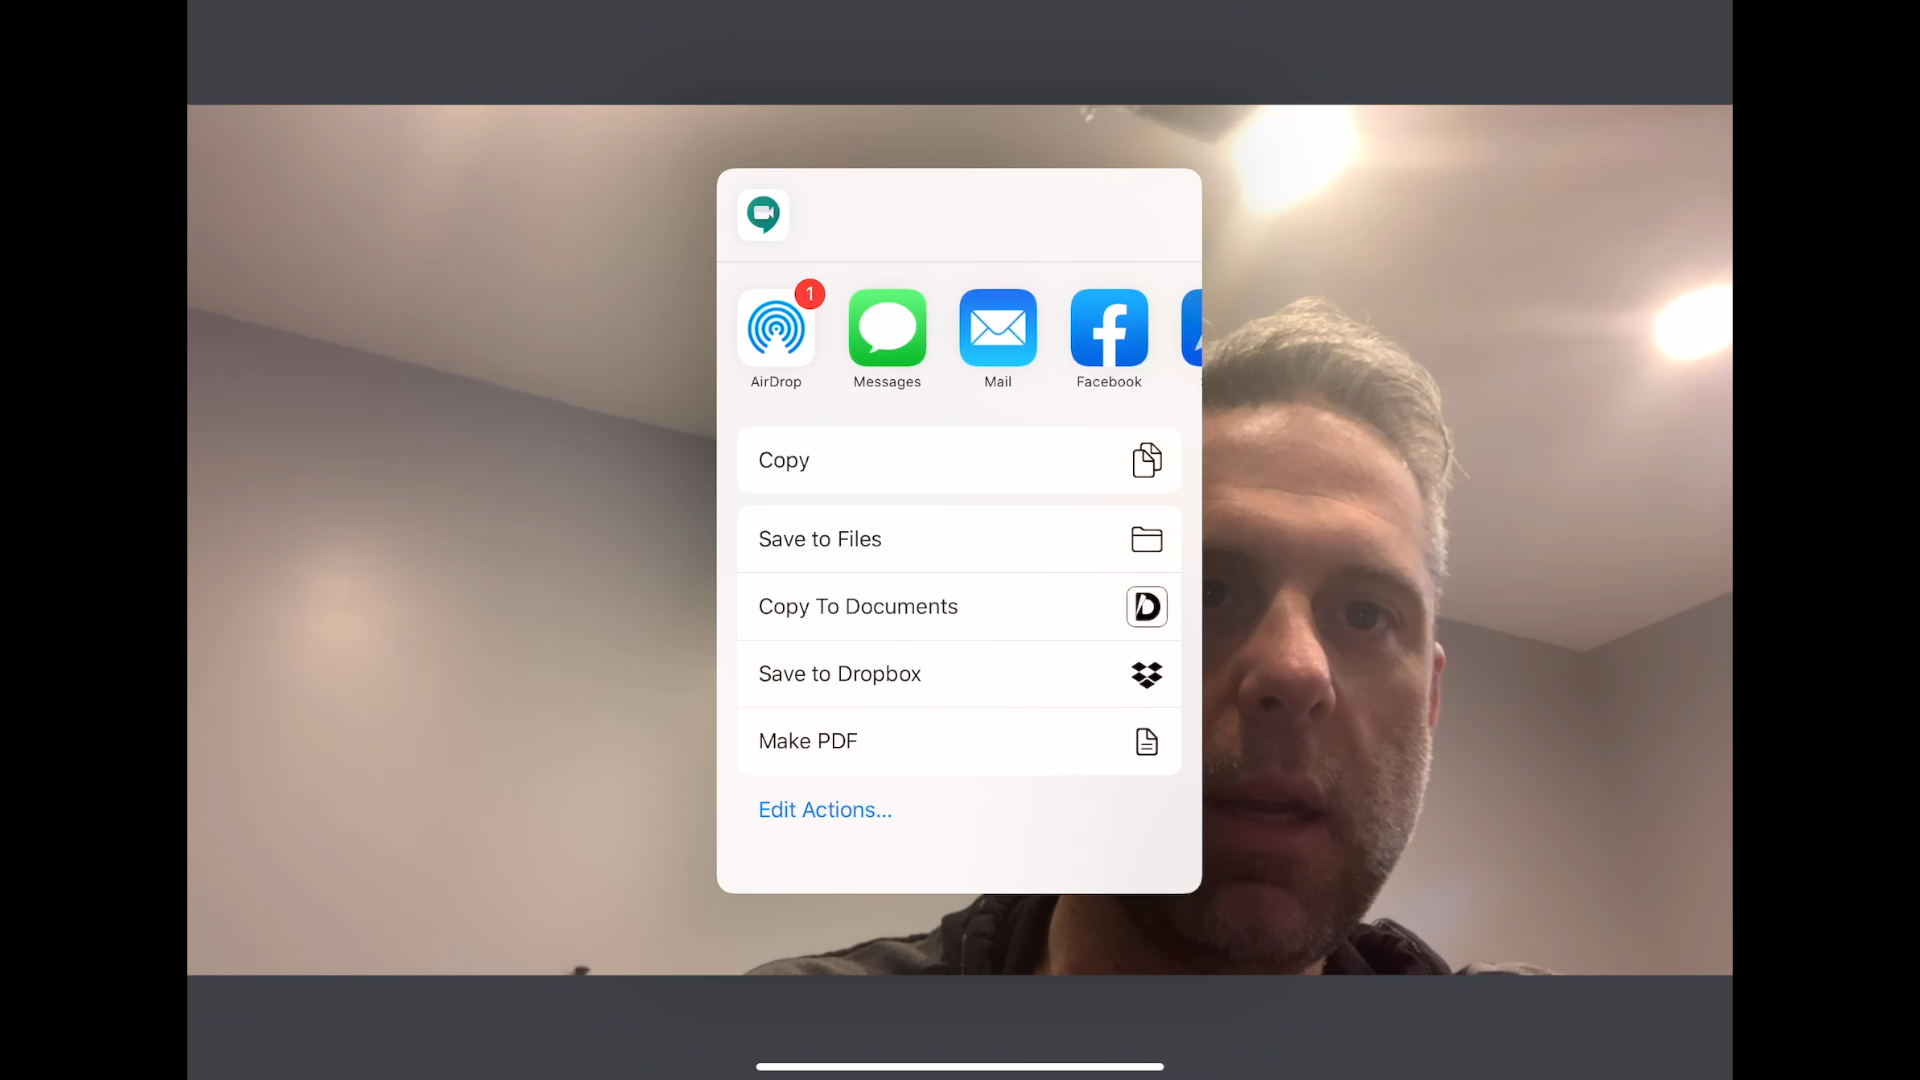 1
AirDrop
Messages
Mail
Facebook
Copy
Save to Files
Copy To Documents
Save to Dropbox
Make PDF
Edit Actions...